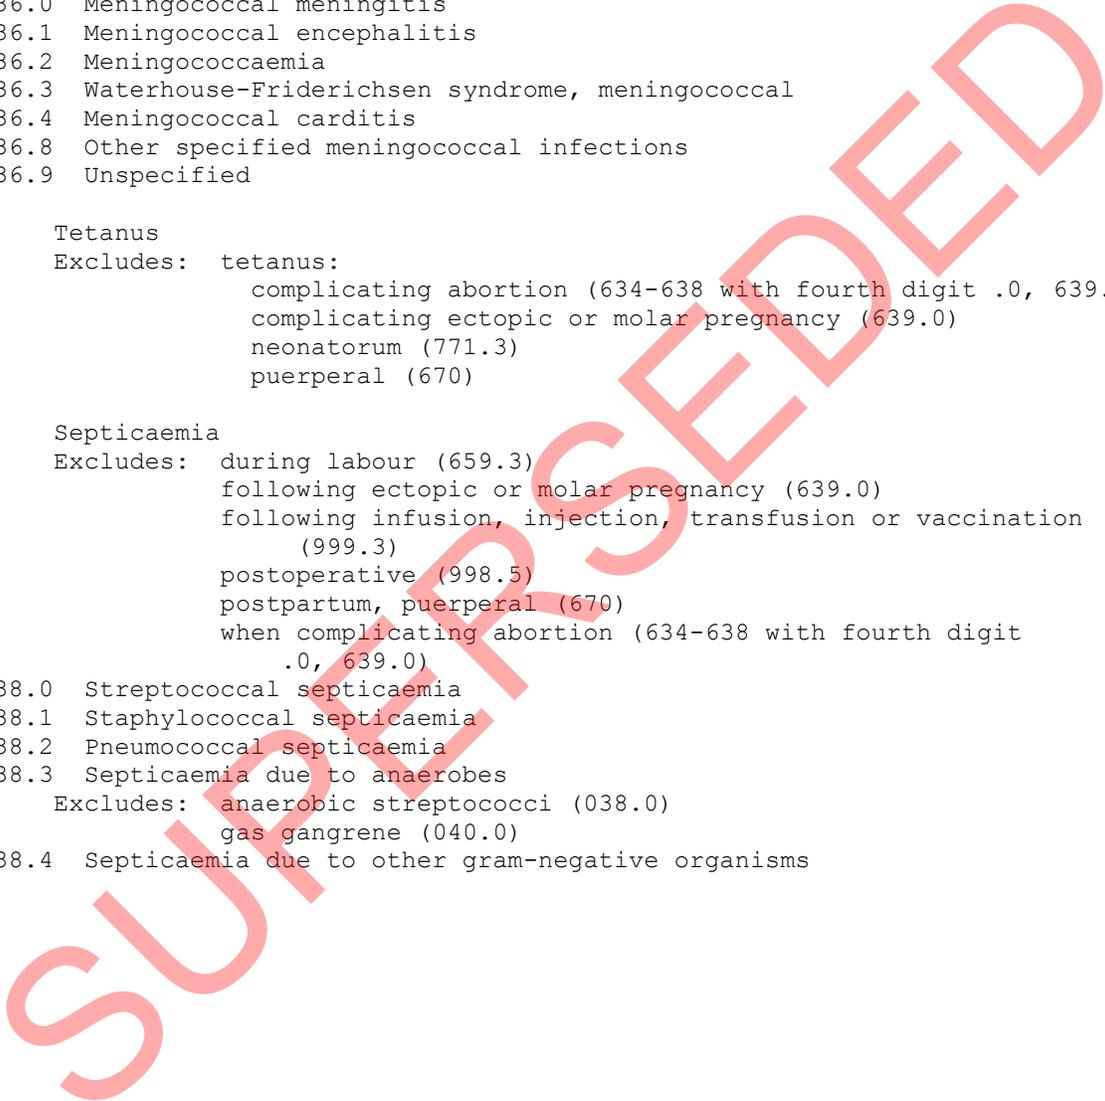 36.0  Meningococcal meningitis
36.1  Meningococcal encephalitis
36.2  Meningococcaemia
36.3  Waterhouse-Friderichsen syndrome, meningococcal
36.4  Meningococcal carditis
36.8  Other specified meningococcal infections
36.9  Unspecified
Tetanus
Excludes:  tetanus:
complicating abortion (634-638 with fourth digit .0, 639.
complicating ectopic or molar pregnancy (639.0)
neonatorum (771.3)
puerperal (670)
Septicaemia
Excludes:  during labour (659.3)
following ectopic or molar pregnancy (639.0)
following infusion, injection, transfusion or vaccination
(999.3)
postoperative (998.5)
postpartum, puerperal (670)
when complicating abortion (634-638 with fourth digit
.0, 639.0)
38.0  Streptococcal septicaemia
38.1  Staphylococcal septicaemia
38.2  Pneumococcal septicaemia
38.3  Septicaemia due to anaerobes
Excludes:  anaerobic streptococci (038.0)
gas gangrene (040.0)
38.4  Septicaemia due to other gram-negative organisms
SUPERSEDED